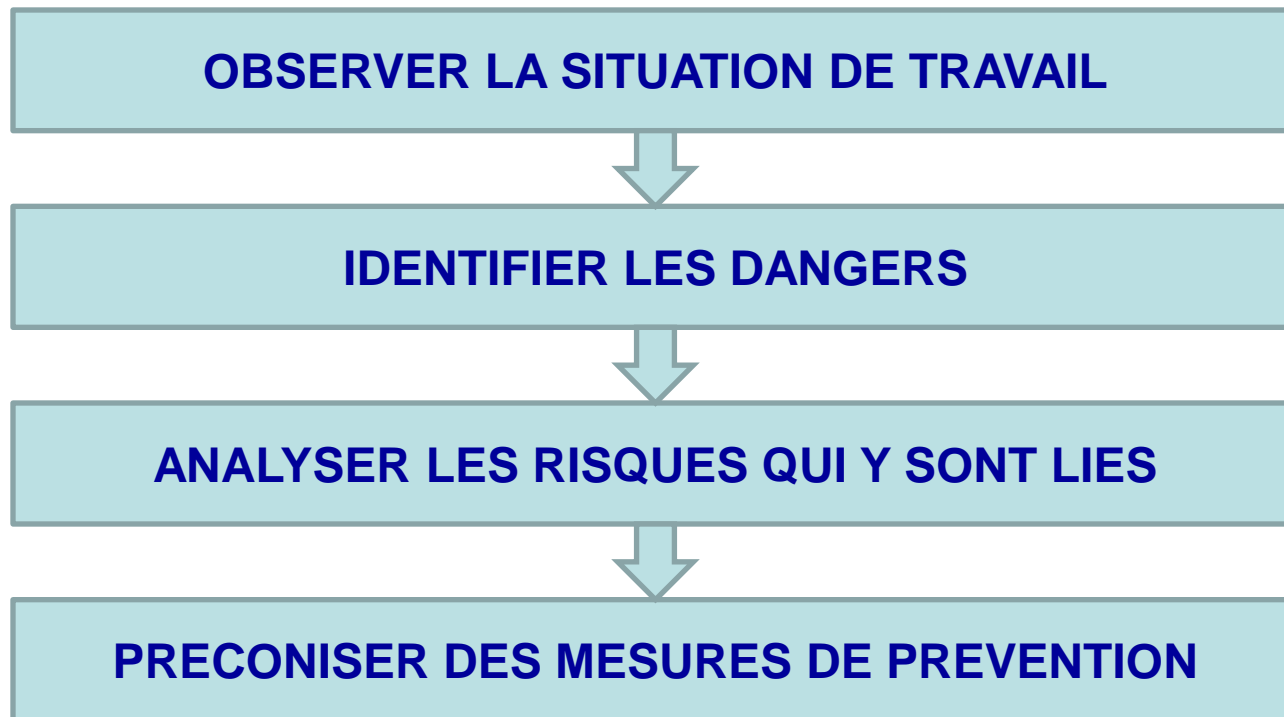 OBSERVER LA SITUATION DE TRAVAIL
IDENTIFIER LES DANGERS
ANALYSER LES RISQUES QUI Y SONT LIES
PRECONISER DES MESURES DE PREVENTION